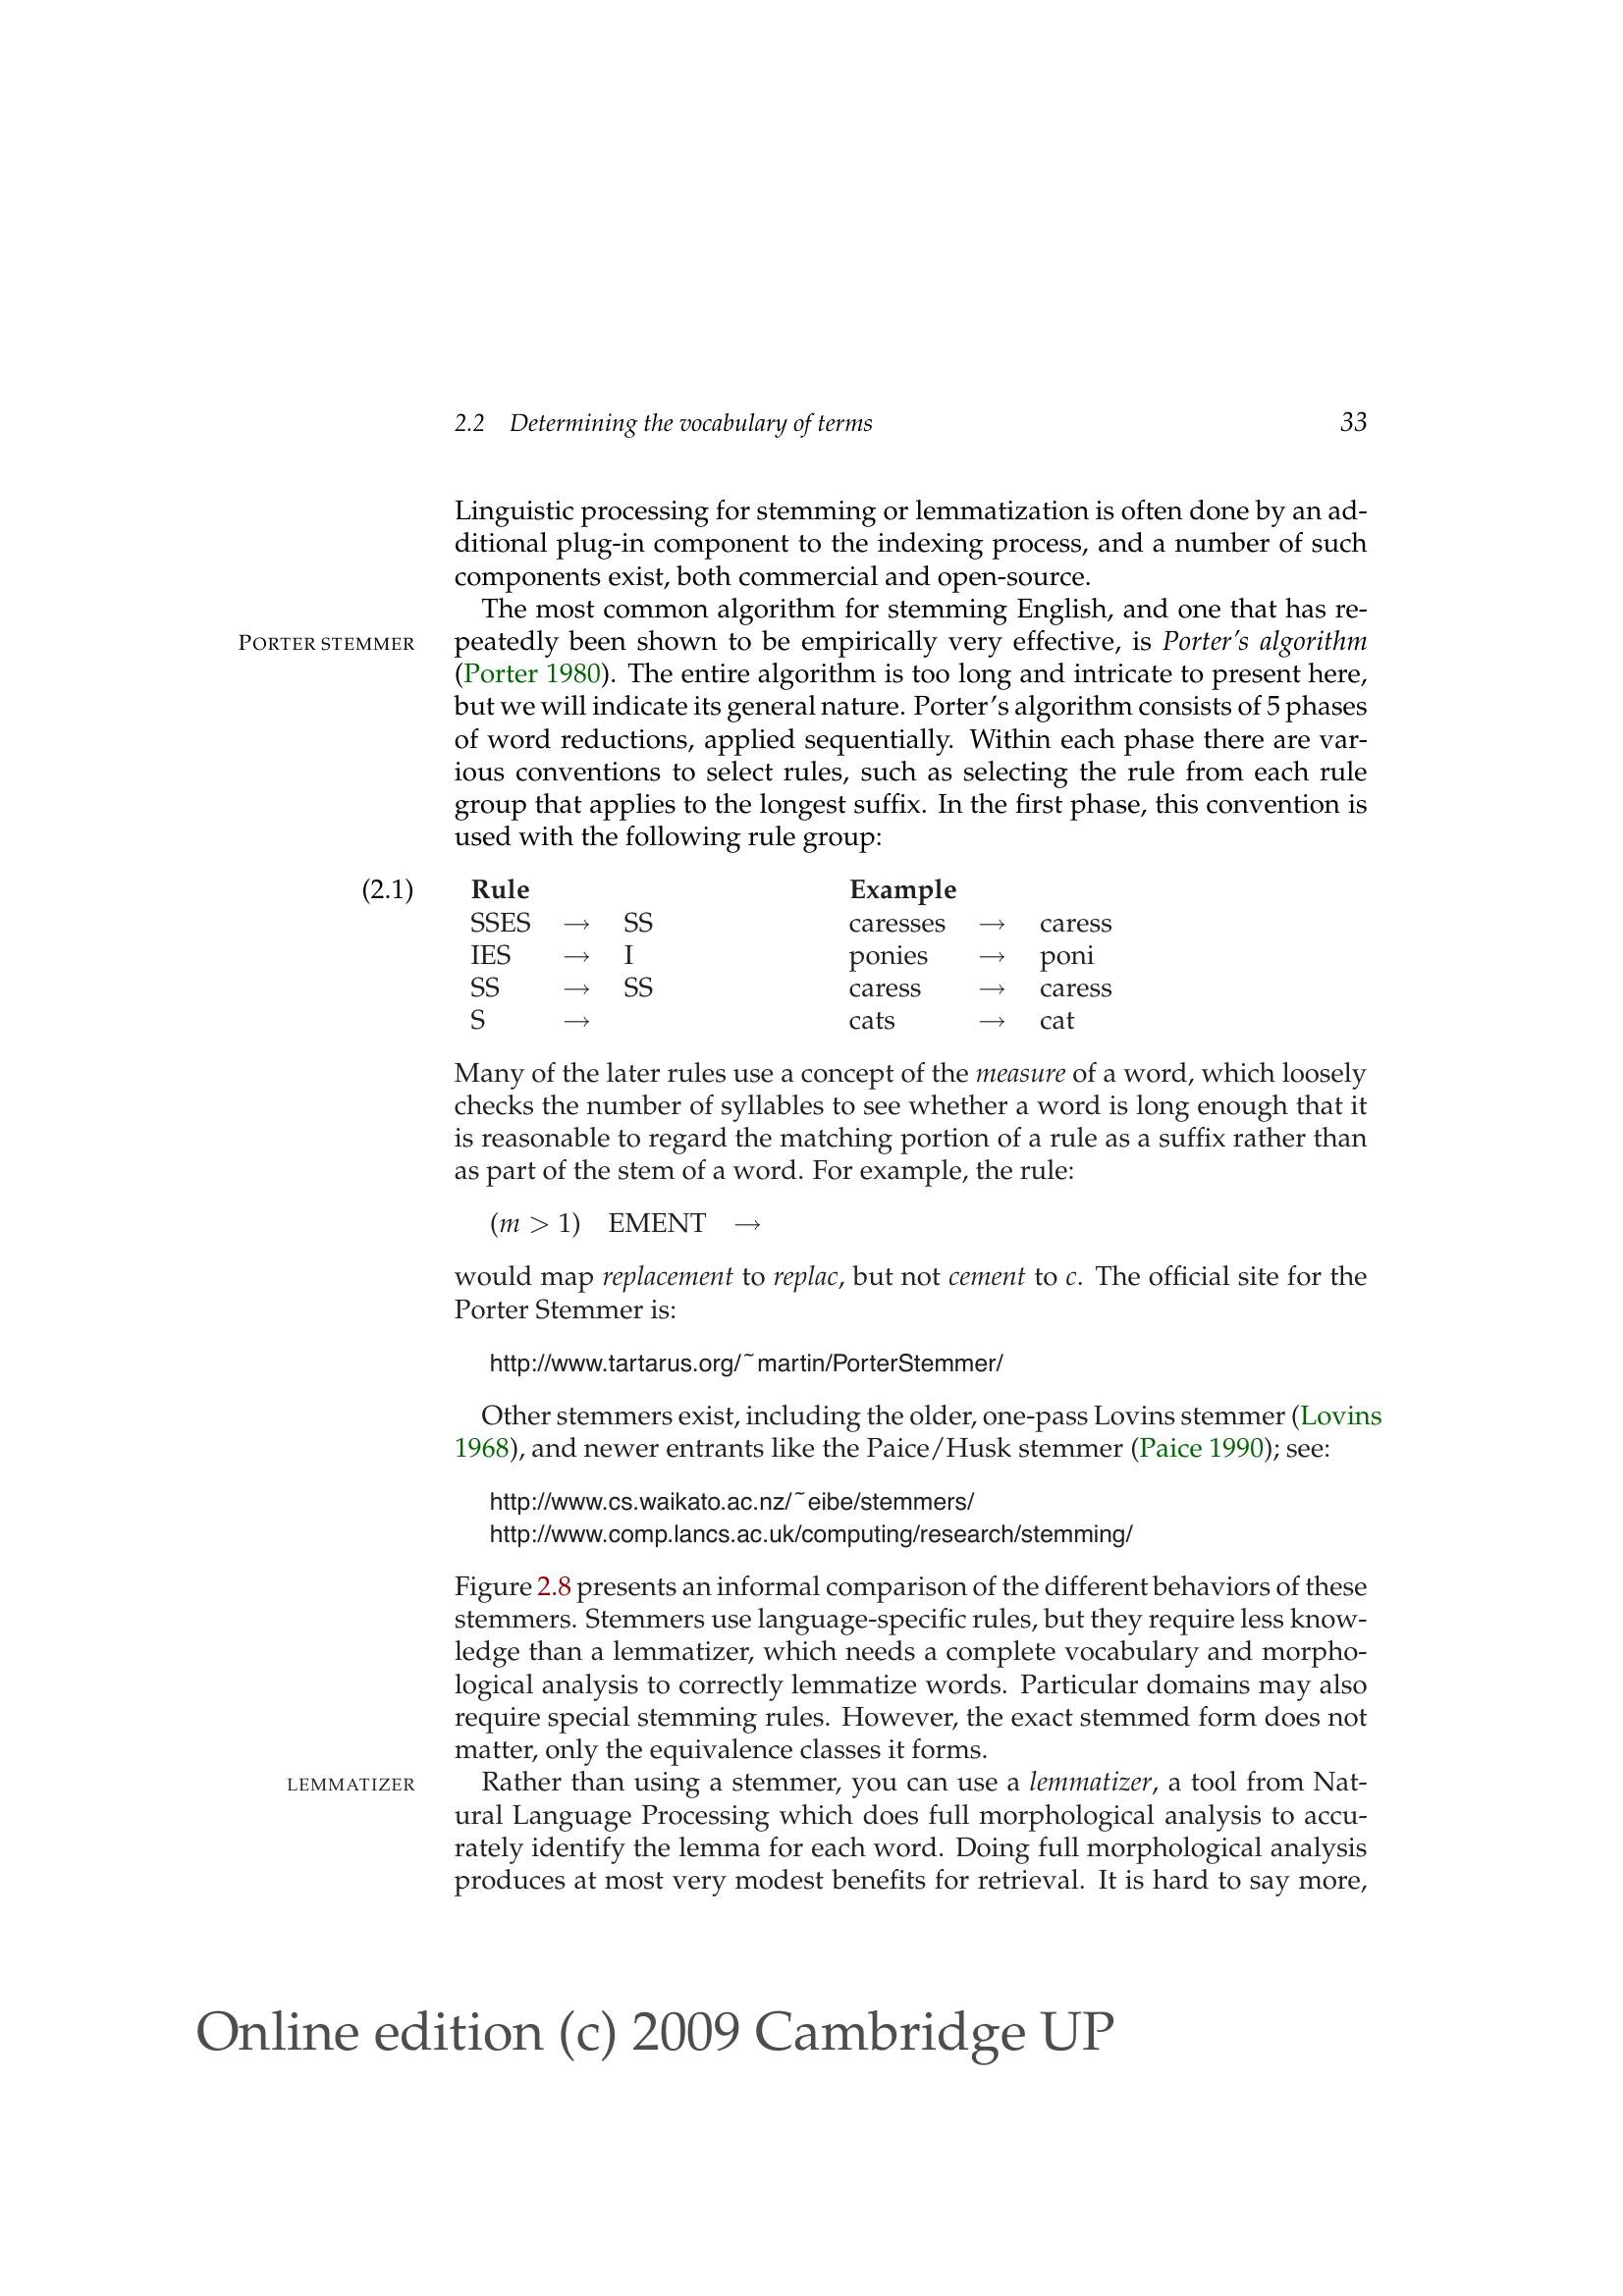 2.2 Determining the vocabulary of terms 33
Linguistic processing for stemming or lemmatization is often done by an ad-
ditional plug-in component to the indexing process, and a number of such
components exist, both commercial and open-source.
The most common algorithm for stemming English, and one that has re-
PORTER STEMMER peatedly been shown to be empirically very effective, is Porter's algorithm
(Porter 1980). The entire algorithm is too long and intricate to present here,
but we will indicate its general nature. Porter's algorithm consists of 5 phases
of word reductions, applied sequentially. Within each phase there are var-
ious conventions to select rules, such as selecting the rule from each rule
group that applies to the longest suffix. In the first phase, this convention is
used with the following rule group:
(2.1) Rule Example
SSES → SS caresses → caress
IES → I ponies → poni
SS → SS caress → caress
S → cats → cat
Many of the later rules use a concept of the measure of a word, which loosely
checks the number of syllables to see whether a word is long enough that it
is reasonable to regard the matching portion of a rule as a suffix rather than
as part of the stem of a word. For example, the rule:
(m > 1) EMENT →
would map replacement to replac, but not cement to c. The official site for the
Porter Stemmer is:
http://www.tartarus.org/˜martin/PorterStemmer/
Other stemmers exist, including the older, one-pass Lovins stemmer (Lovins
1968), and newer entrants like the Paice/Husk stemmer (Paice 1990); see:
http://www.cs.waikato.ac.nz/˜eibe/stemmers/
http://www.comp.lancs.ac.uk/computing/research/stemming/
Figure 2.8 presents an informal comparison of the different behaviors of these
stemmers. Stemmers use language-specific rules, but they require less know-
ledge than a lemmatizer, which needs a complete vocabulary and morpho-
logical analysis to correctly lemmatize words. Particular domains may also
require special stemming rules. However, the exact stemmed form does not
matter, only the equivalence classes it forms.
LEMMATIZER Rather than using a stemmer, you can use a lemmatizer, a tool from Nat-
ural Language Processing which does full morphological analysis to accu-
rately identify the lemma for each word. Doing full morphological analysis
produces at most very modest benefits for retrieval. It is hard to say more,
Online edition (c) 2009 Cambridge UP